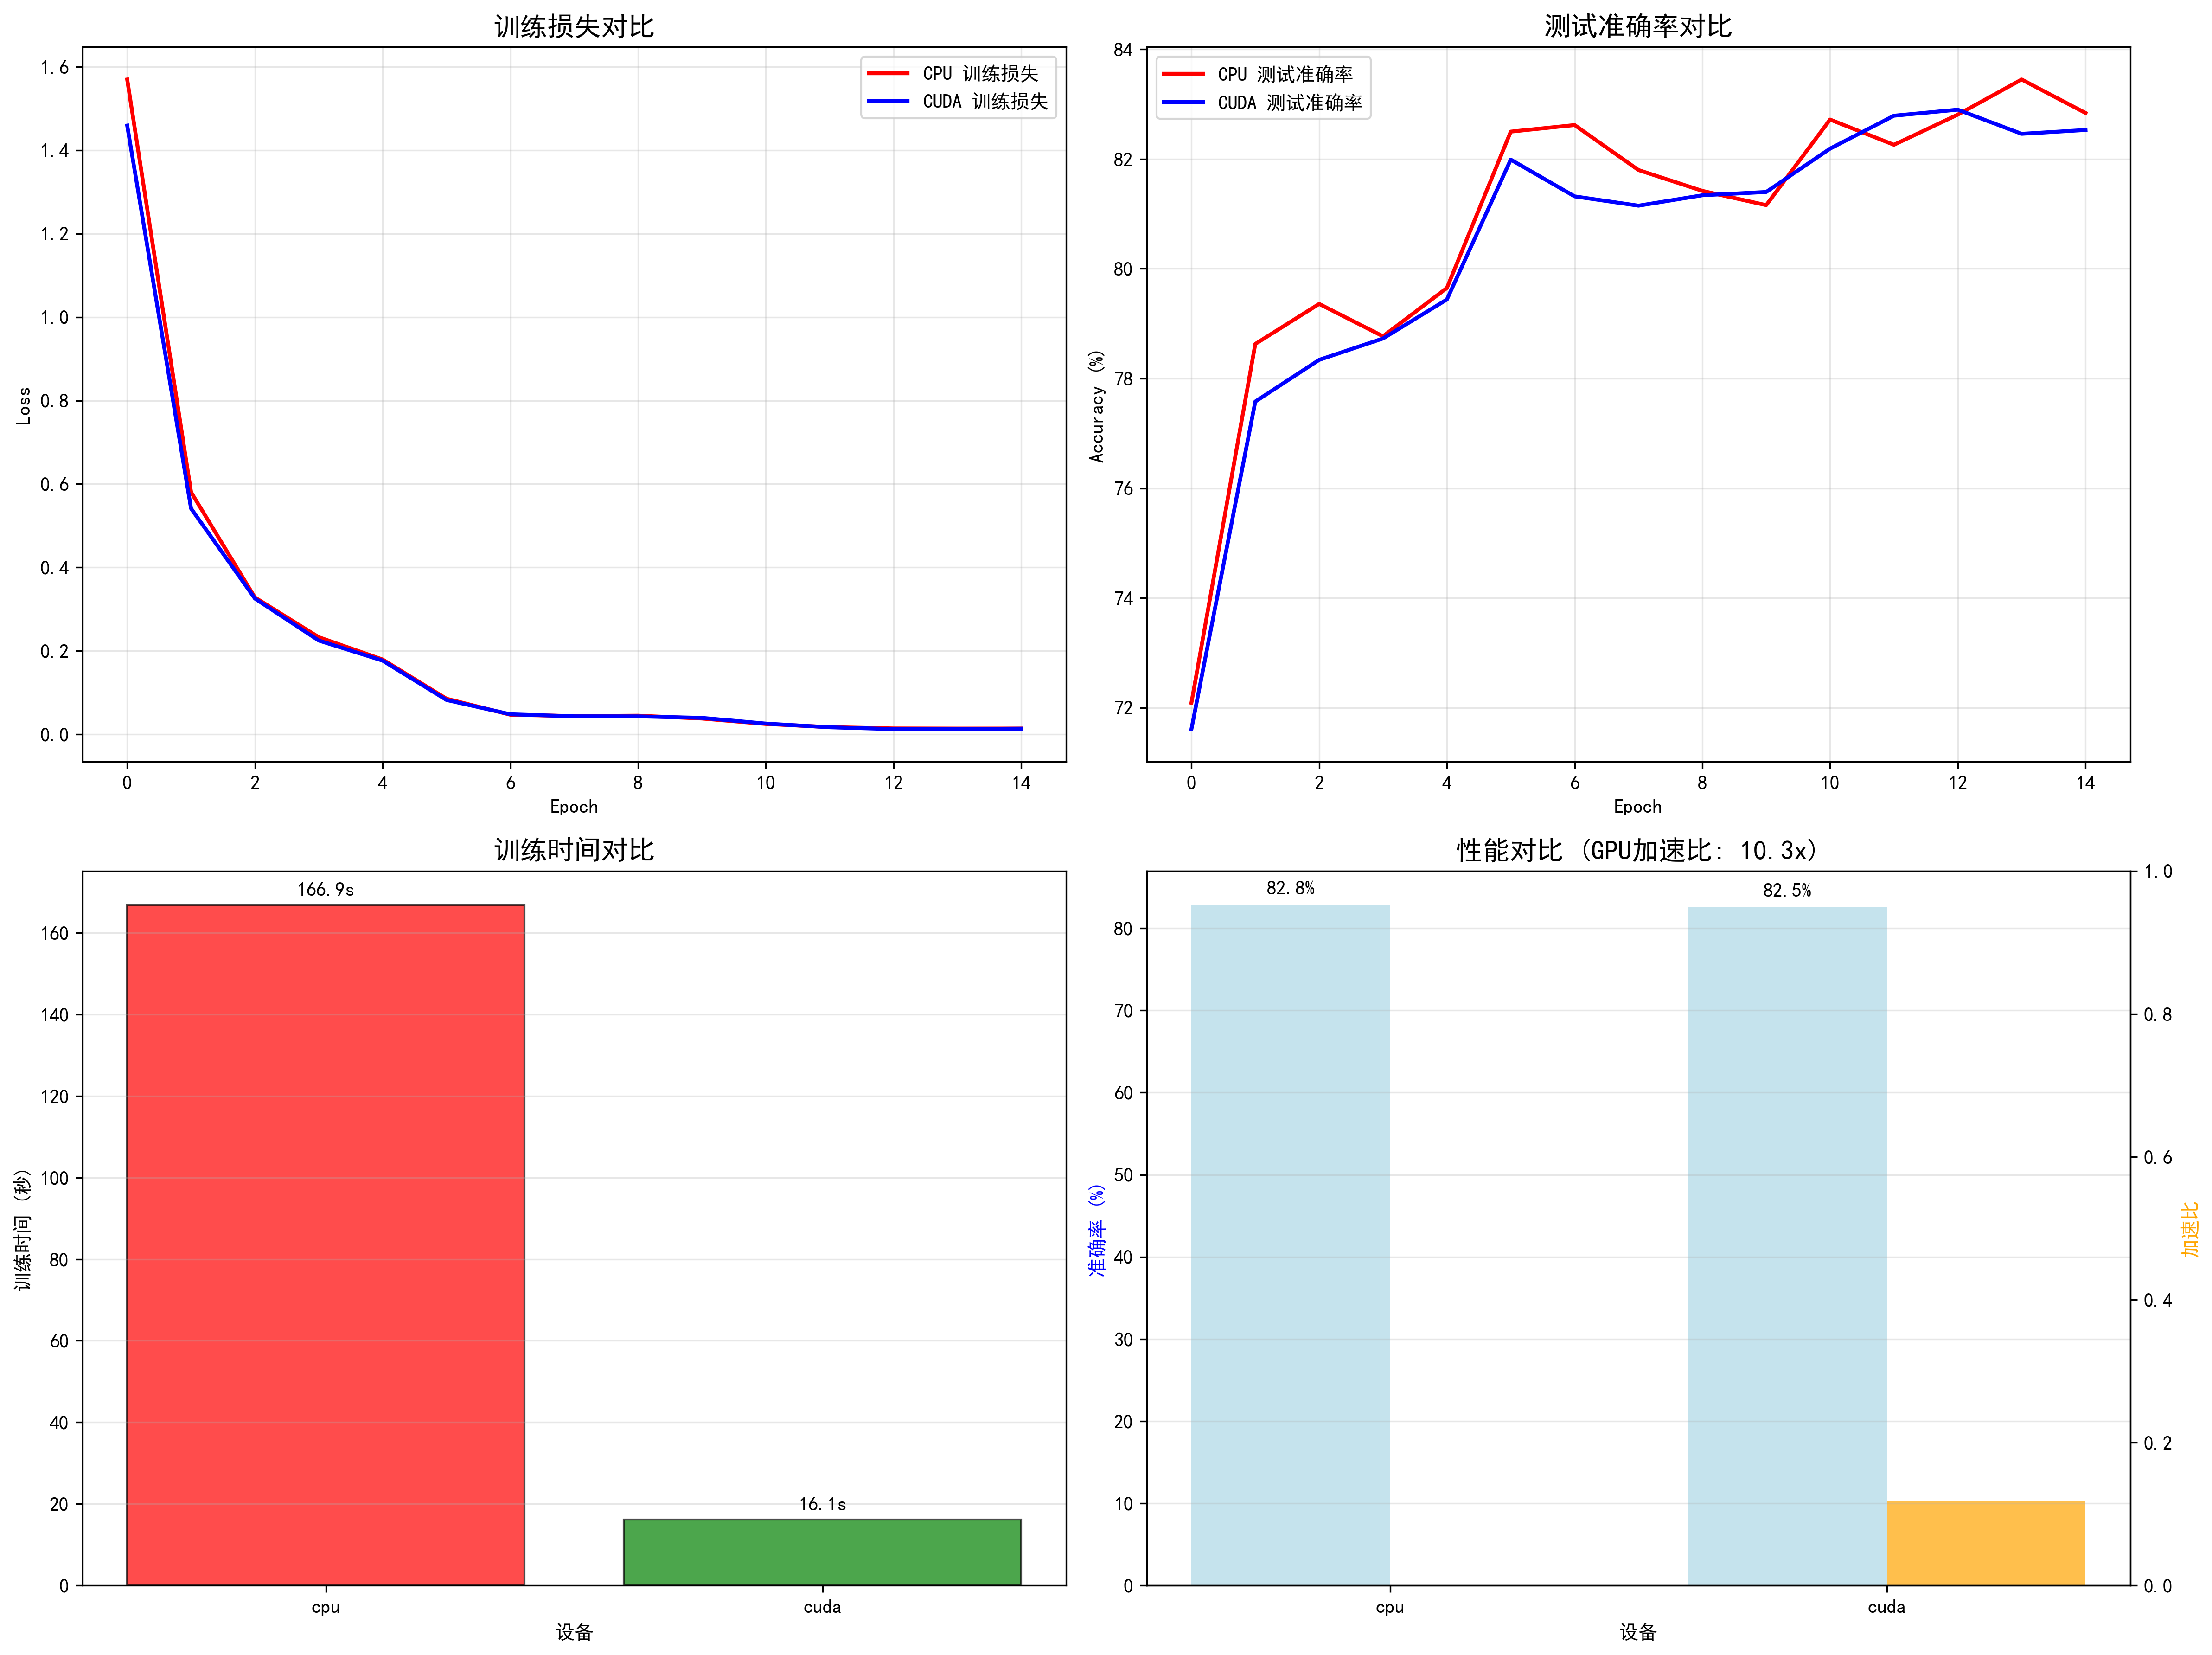 训练损失对比
1.6
1.4
1.2
1.0
0.8
0.6
0.4
0.2
0.0
Loss
CPU 训练损失
CUDA 训练损失
0 2 4 6 8 10 12 14
Epoch
测试准确率对比
84
82
80
78
76
74
72
Accuracy (%)
CPU 测试准确率
CUDA 测试准确率
0 2 4 6 8 10 12 14
Epoch
训练时间对比
160
140
120
100
80
60
40
20
0
训练时间 (秒)
166.9s
16.1s
cpu cuda
设备
性能对比 (GPU加速比: 10.3x)
80
70
60
50
40
30
20
10
0
准确率 (%)
82.8%
82.5%
1.0
0.8
0.6
0.4
0.2
0.0
加速比
cpu cuda
设备